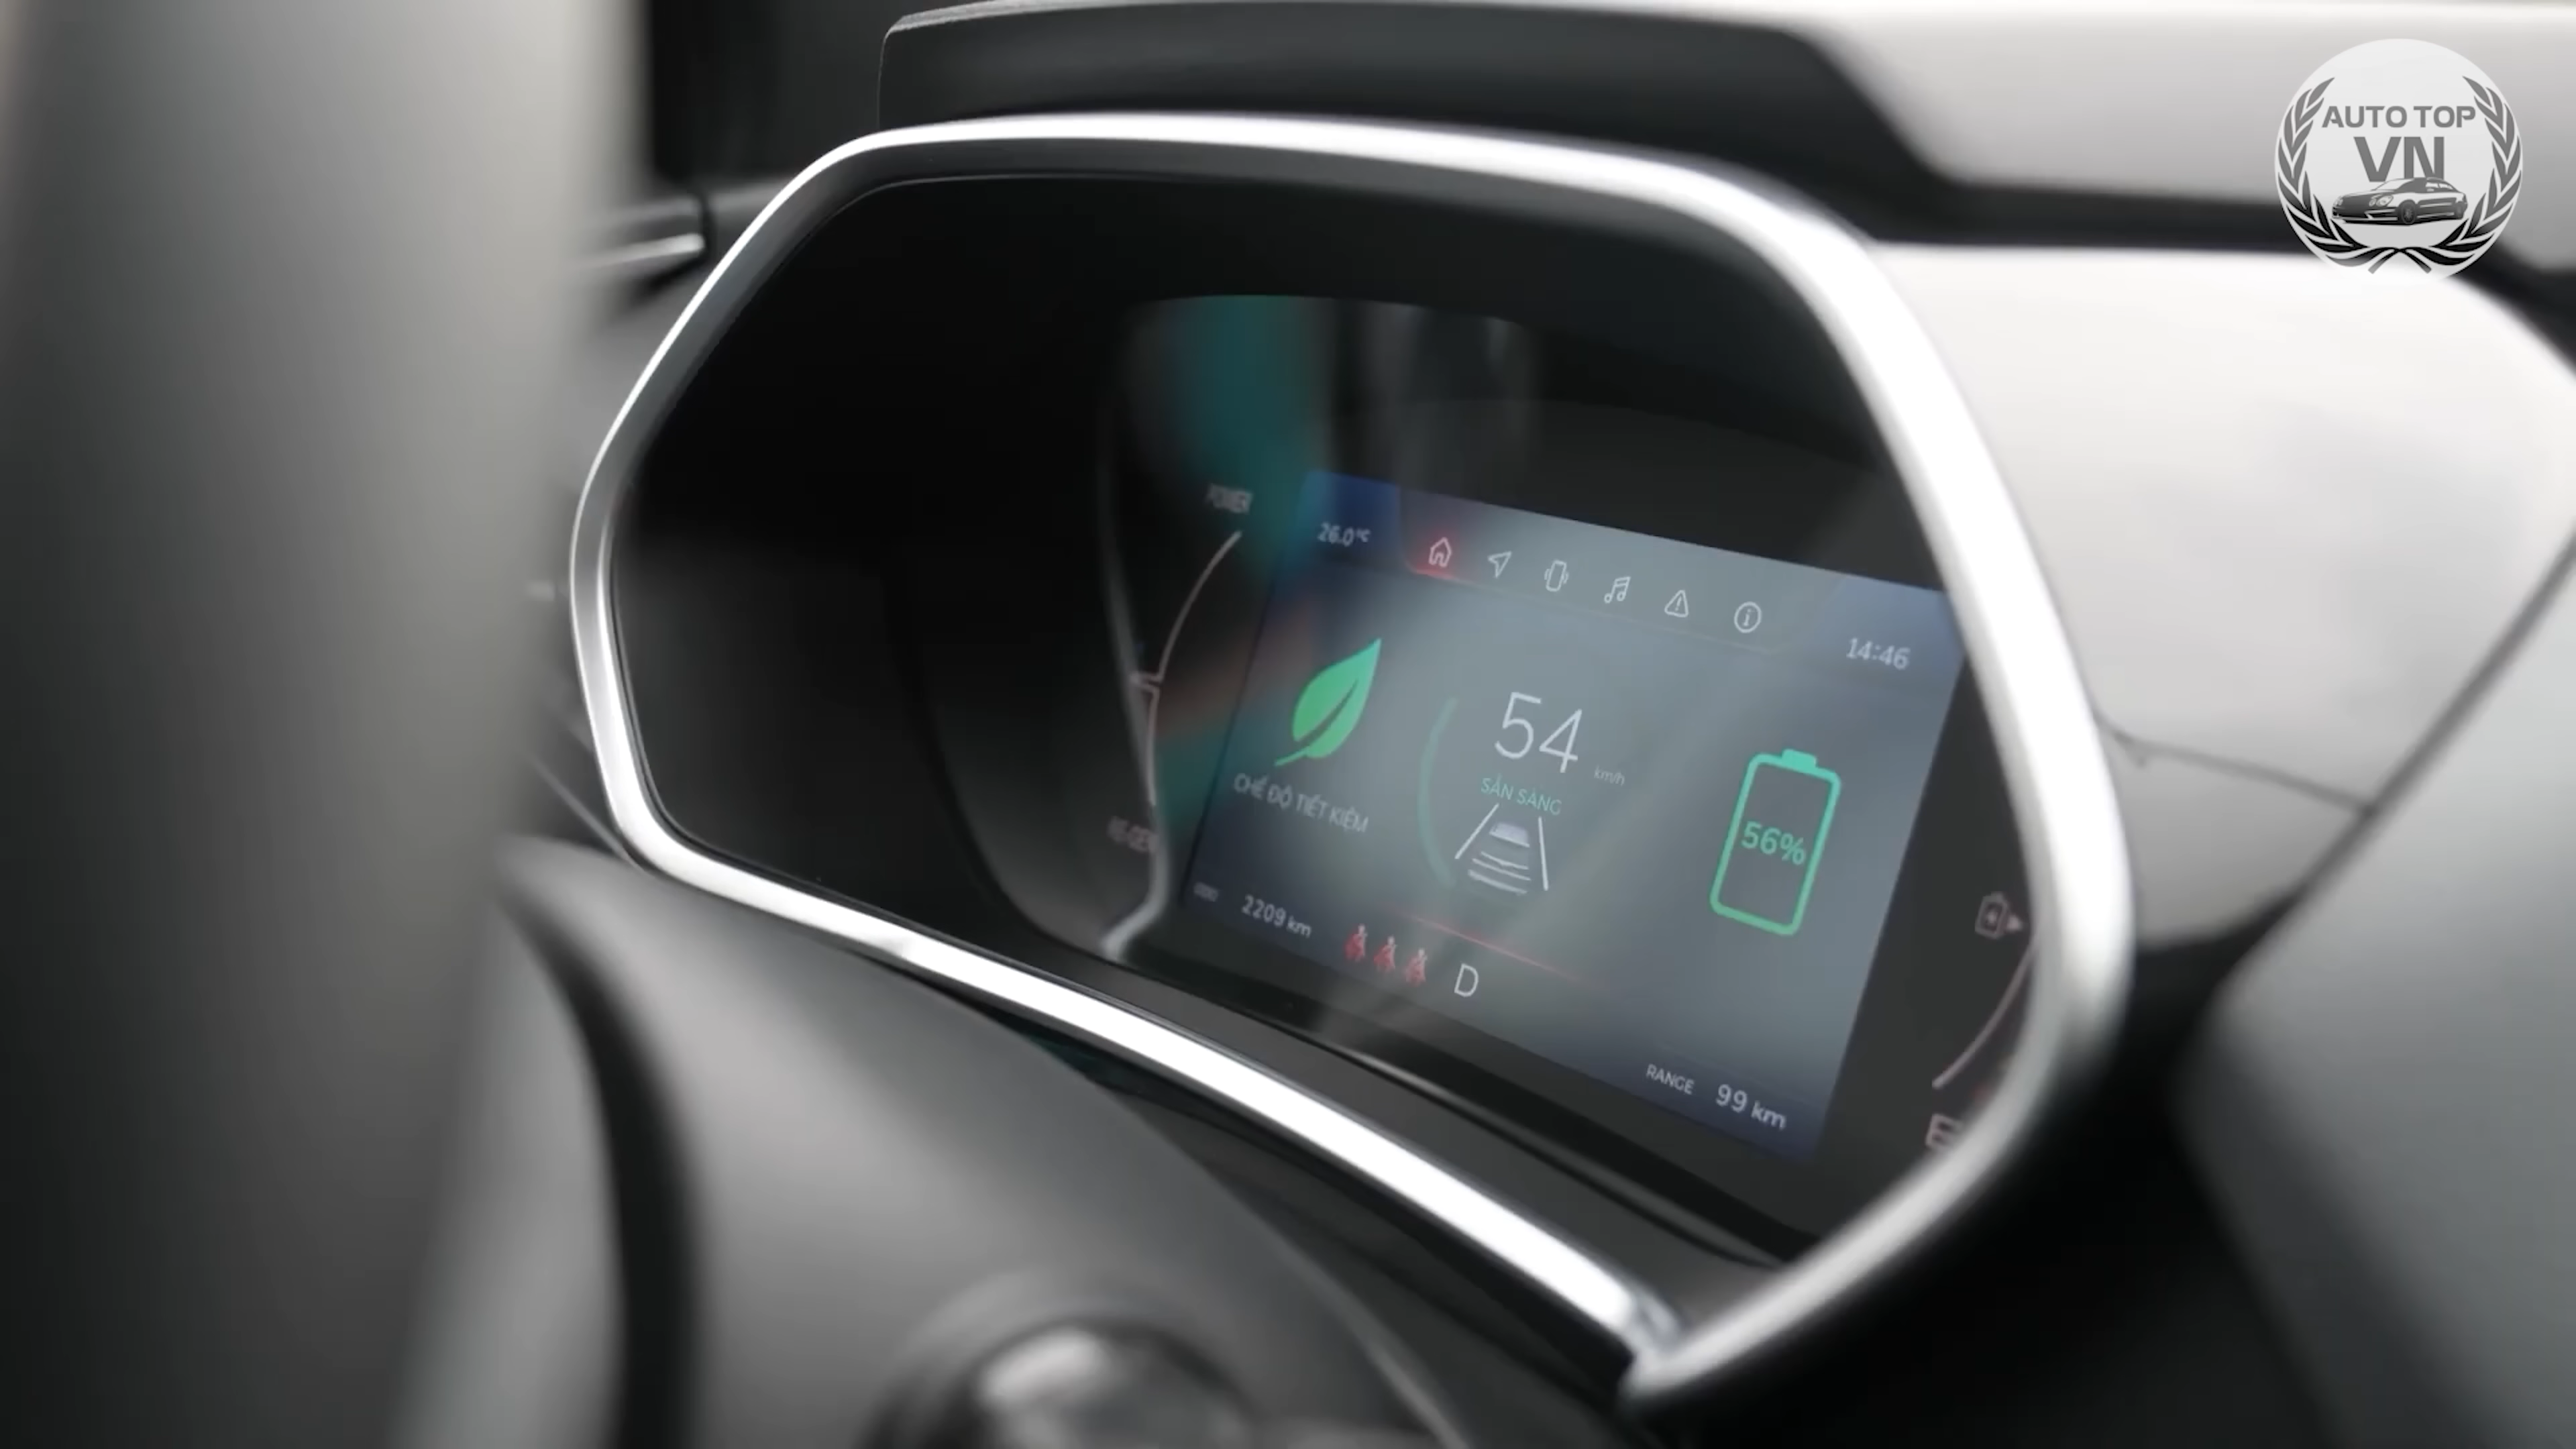 AUTO TOP
VN
POWER
26.0°C
14:46
54
km/h
SẴN SÀNG
CHẾ ĐỘ TIẾT KIỆM
56%
ODO 2209 km
D
RANGE 99 km